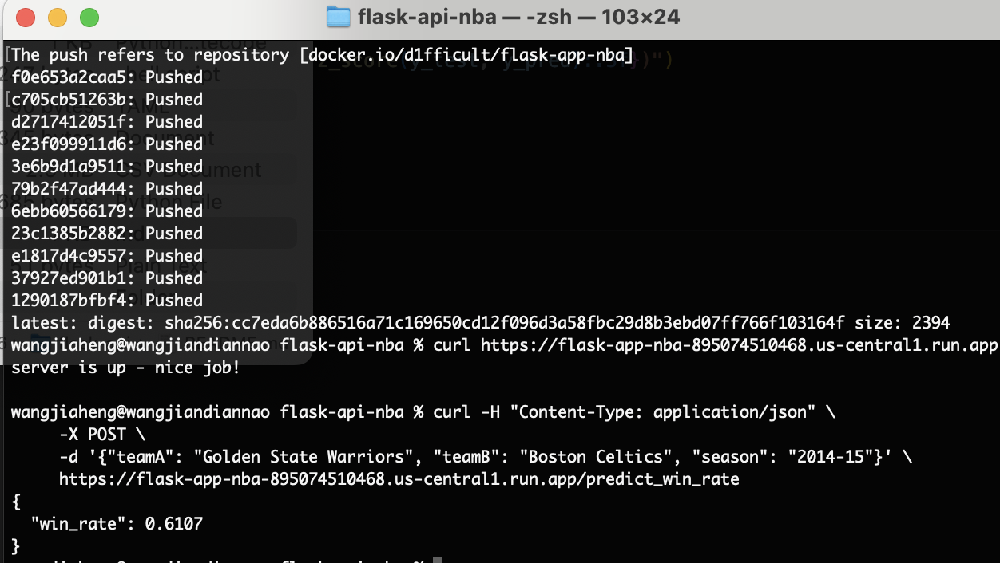 flask-api-nba — -zsh — 103×24
The push refers to repository [docker.io/d1fficult/flask-app-nba]
f0e653a2caa5: Pushed
c705cb51263b: Pushed
d2717412051f: Pushed
e23f099911d6: Pushed
3e6b9d1a9511: Pushed
79b2f47ad444: Pushed
6ebb60566179: Pushed
23c1385b2882: Pushed
e1817d4c9557: Pushed
37927ed901b1: Pushed
1290187bfbf4: Pushed
latest: digest: sha256:cc7eda6b886516a71c169650cd12f096d3a58fbc29d8b3ebd07ff766f103164f size: 2394
wangjiaheng@wangjiandiannao flask-api-nba % curl https://flask-app-nba-895074510468.us-central1.run.app
server is up - nice job!
wangjiaheng@wangjiandiannao flask-api-nba % curl -H "Content-Type: application/json" \
-X POST \
-d '{"teamA": "Golden State Warriors", "teamB": "Boston Celtics", "season": "2014-15"}' \
https://flask-app-nba-895074510468.us-central1.run.app/predict_win_rate
{
"win_rate": 0.6107
}